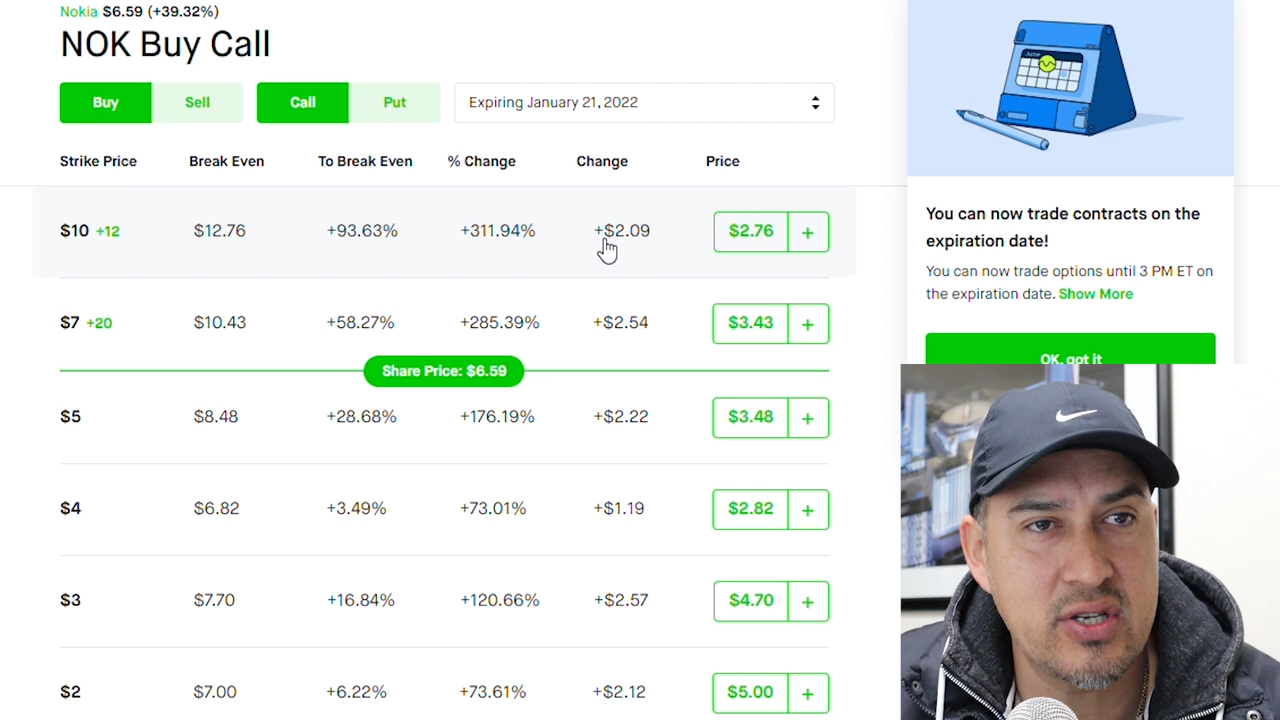 Nokia $6.59 (+39.32%)
NOK Buy Call
Buy Sell Call Put Expiring January 21, 2022
Strike Price Break Even To Break Even % Change Change Price
$10 +12 $12.76 +93.63% +311.94% +$2.09 $2.76 +
$7 +20 $10.43 +58.27% +285.39% +$2.54 $3.43 +
Share Price: $6.59
$5 $8.48 +28.68% +176.19% +$2.22 $3.48 +
$4 $6.82 +3.49% +73.01% +$1.19 $2.82 +
$3 $7.70 +16.84% +120.66% +$2.57 $4.70 +
$2 $7.00 +6.22% +73.61% +$2.12 $5.00 +
June
You can now trade contracts on the
expiration date!
You can now trade options until 3 PM ET on
the expiration date. Show More
OK, got it